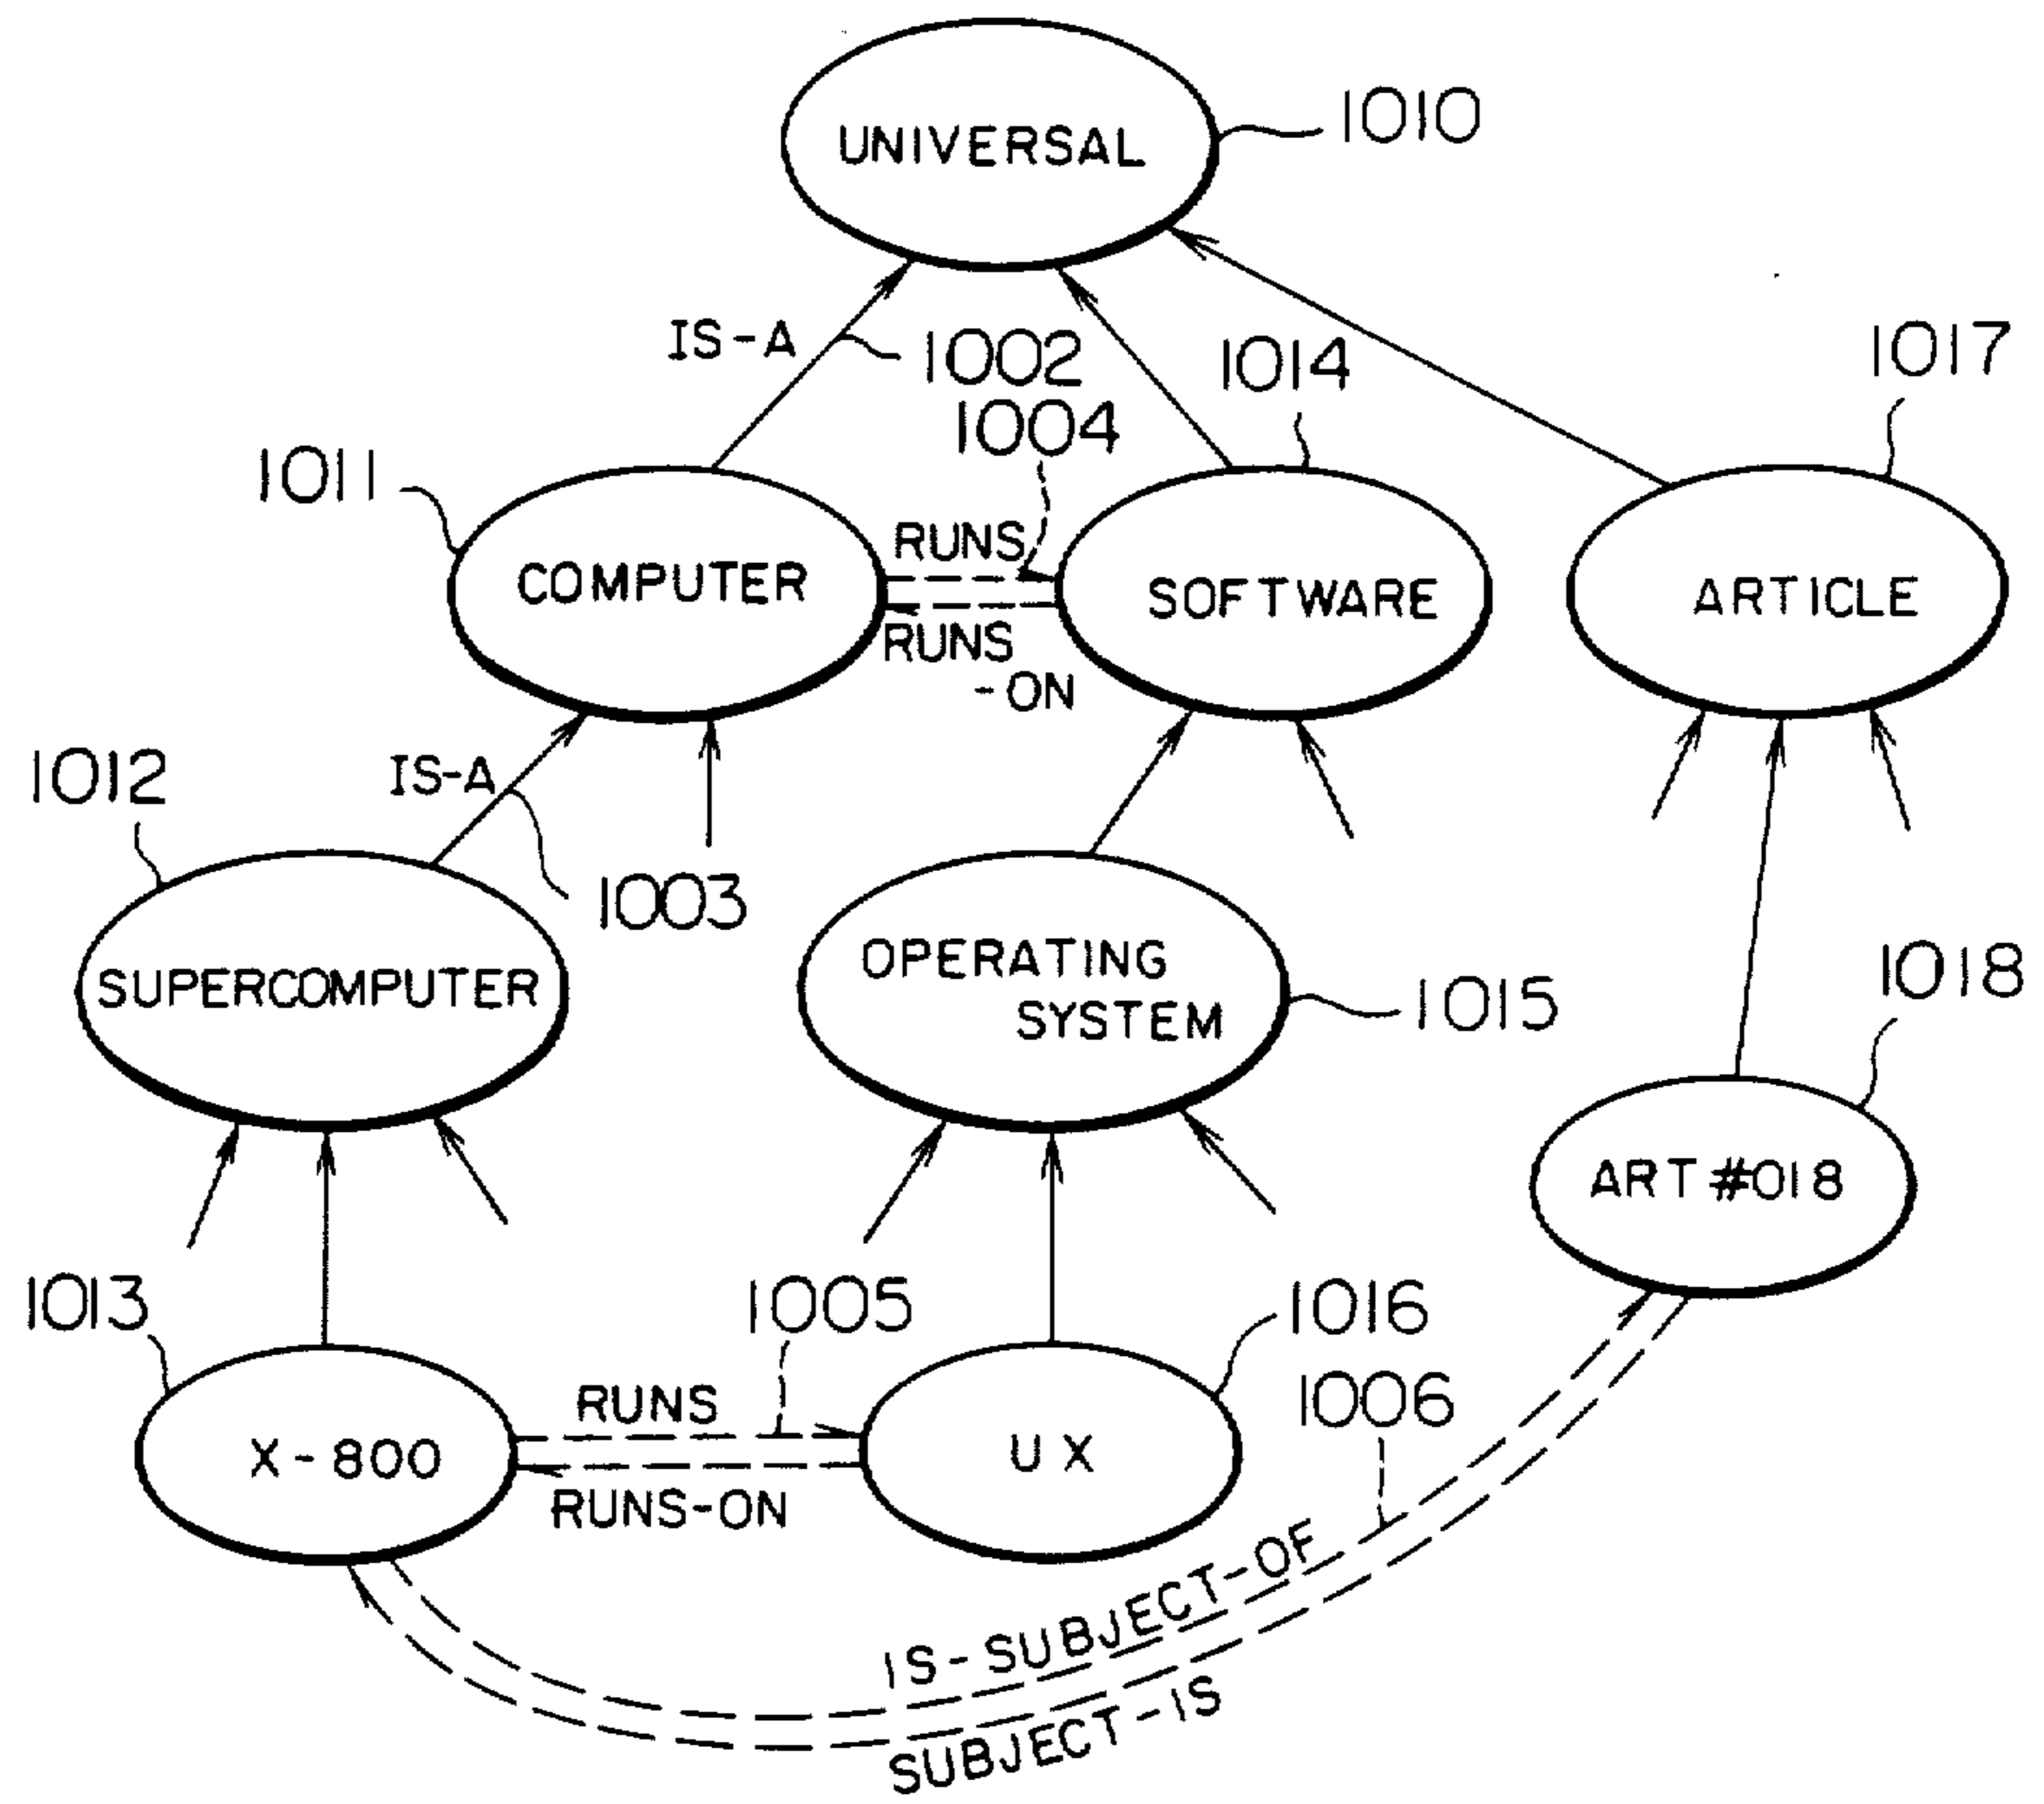 UNIVERSAL
1010
IS-A
1002
1014
1017
1004
1011
COMPUTER
RUNS
RUNS
-ON
SOFTWARE
ARTICLE
1012
IS-A
1003
SUPERCOMPUTER
OPERATING
SYSTEM
1015
1018
ART #018
1013
1005
1016
1006
X-800
RUNS
RUNS-ON
UX
IS-SUBJECT-OF
SUBJECT-IS